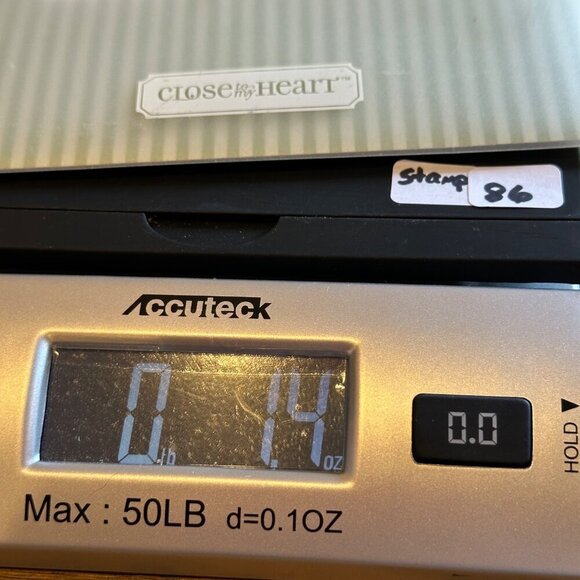 CLOSE to my HEART™
Stamp 86
Accuteck
0 lb 1.4 oz
0.0
HOLD ▼
Max : 50LB d=0.1OZ